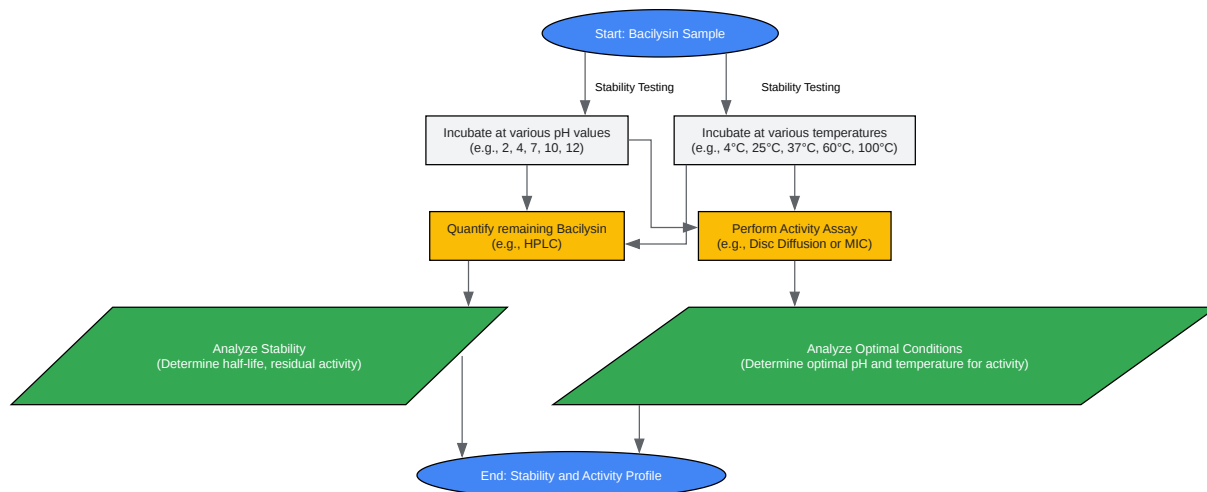 Start: Bacilysin Sample
Stability Testing
Stability Testing
Incubate at various pH values
(e.g., 2, 4, 7, 10, 12)
Incubate at various temperatures
(e.g., 4°C, 25°C, 37°C, 60°C, 100°C)
Quantify remaining Bacilysin
(e.g., HPLC)
Perform Activity Assay
(e.g., Disc Diffusion or MIC)
Analyze Stability
(Determine half-life, residual activity)
Analyze Optimal Conditions
(Determine optimal pH and temperature for activity)
End: Stability and Activity Profile